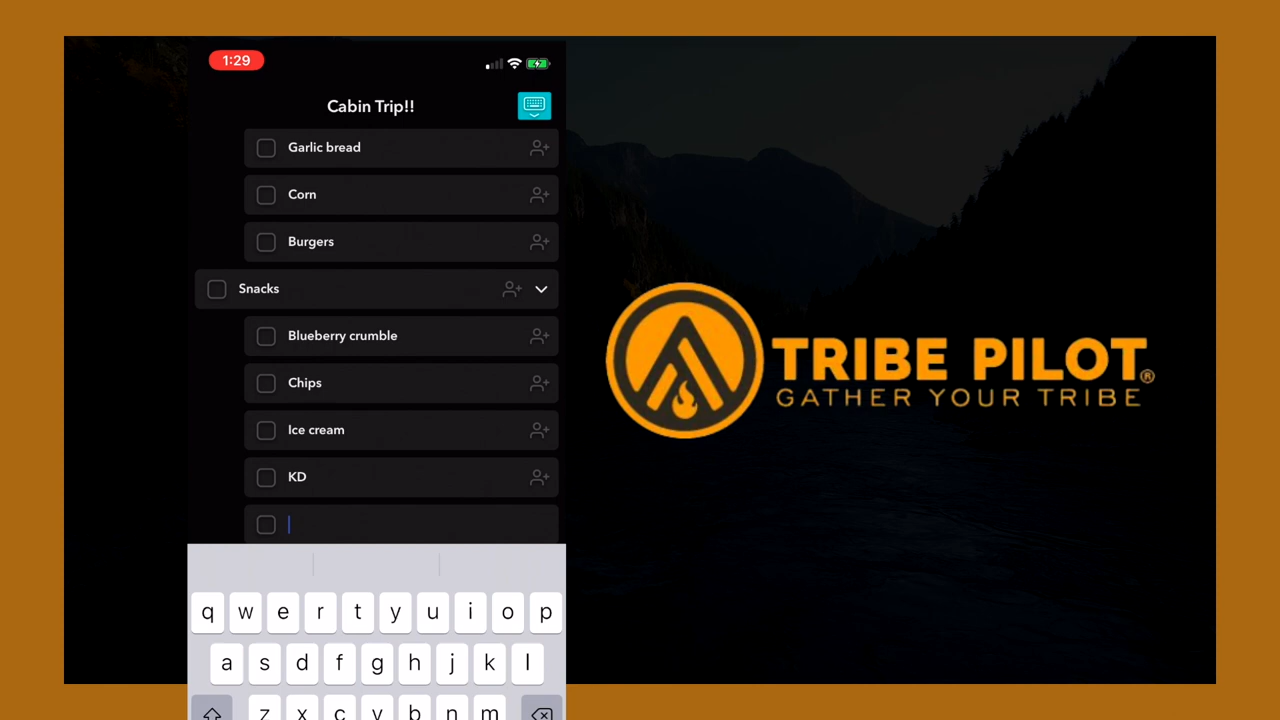 1:29
Cabin Trip!!
Garlic bread
Corn
Burgers
Snacks
Blueberry crumble
Chips
Ice cream
KD
q w e r t y u i o p
a s d f g h j k l
z x c v b n m
TRIBE PILOT®
GATHER YOUR TRIBE